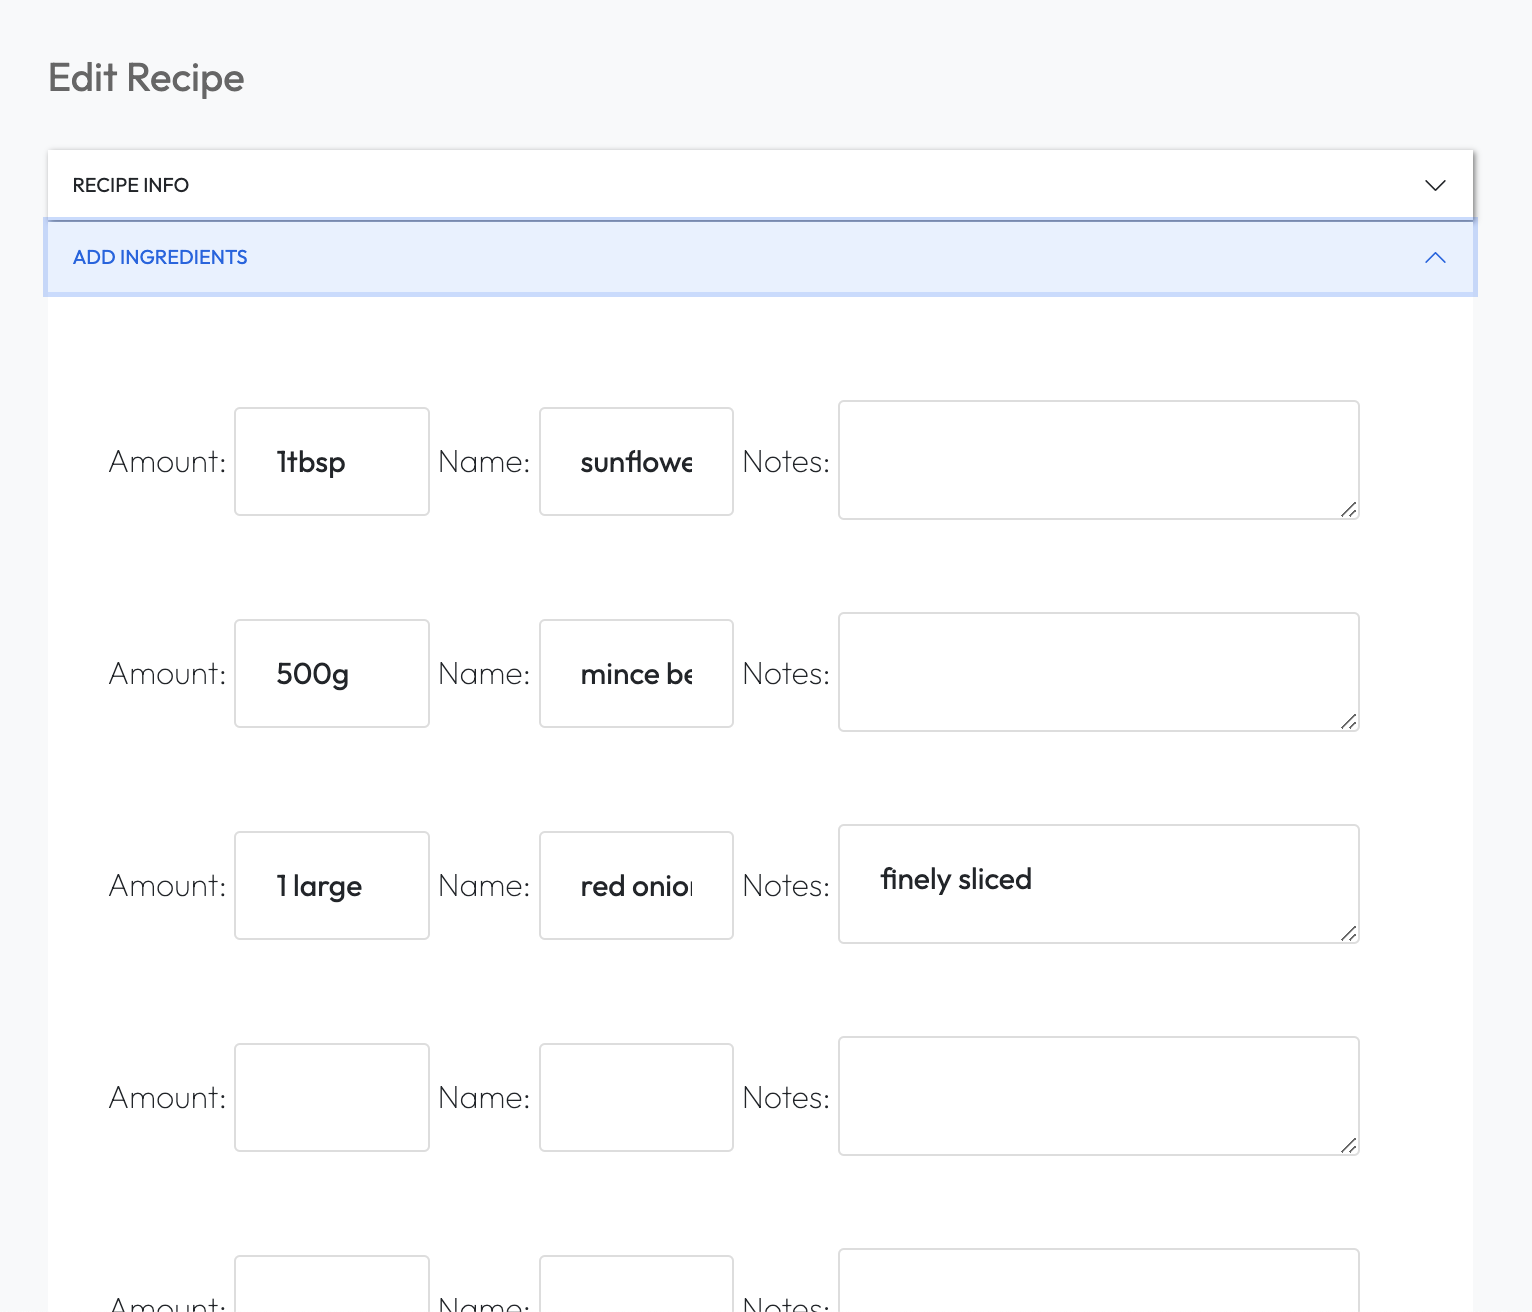 Edit Recipe
RECIPE INFO
ADD INGREDIENTS
Amount: 1tbsp Name: sunflowe Notes:
Amount: 500g Name: mince be Notes:
Amount: 1 large Name: red onion Notes: finely sliced
Amount: Name: Notes:
Amount: Name: Notes: